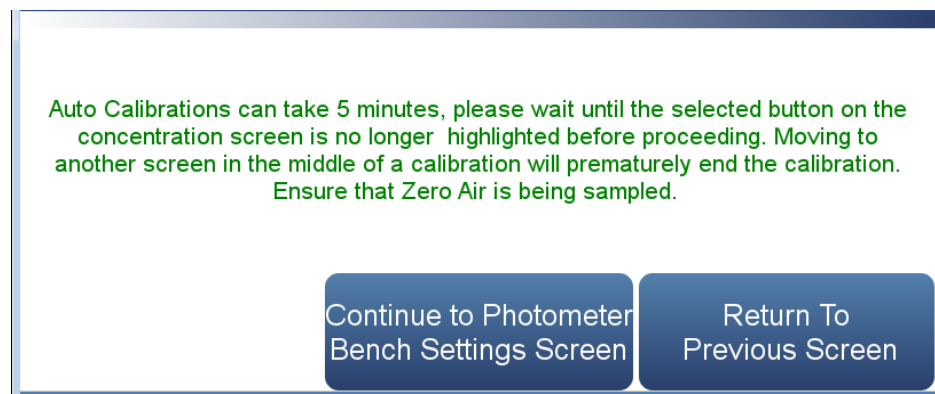 Auto Calibrations can take 5 minutes, please wait until the selected button on the
concentration screen is no longer  highlighted before proceeding. Moving to
another screen in the middle of a calibration will prematurely end the calibration.
Ensure that Zero Air is being sampled.
Continue to Photometer
Bench Settings Screen
Return To
Previous Screen